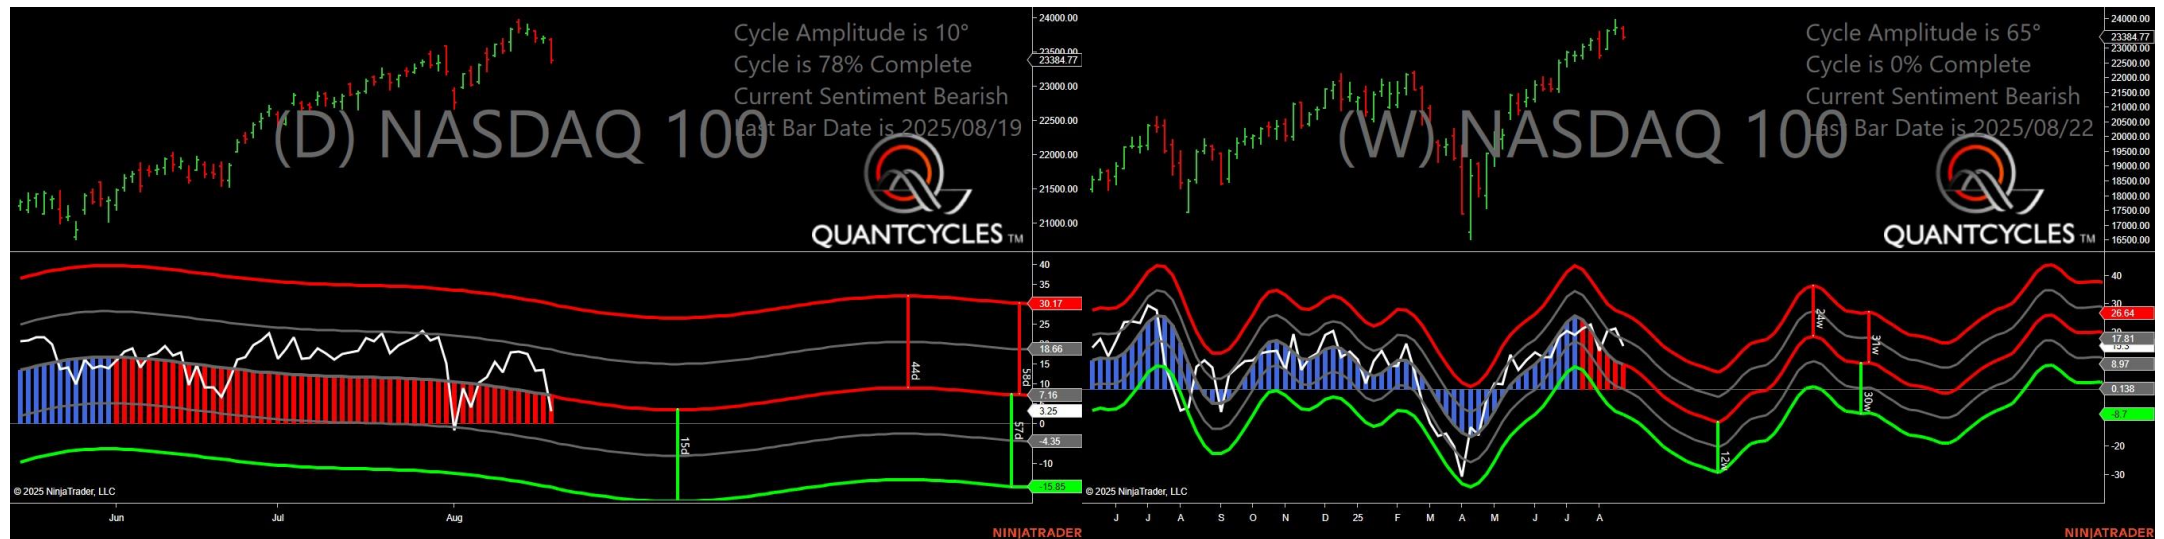 Cycle Amplitude is 10°
Cycle is 78% Complete
Current Sentiment Bearish
Last Bar Date is 2025/08/19
(D) NASDAQ 100
QUANTCYCLES TM
24000.00
23500.00
23384.77
23000.00
22500.00
22000.00
21500.00
21000.00
40
35
30.17
25
18.66
15
10
7.16
3.25
0
-4.35
-10
-15.85
15d
44d
58d
57d
© 2025 NinjaTrader, LLC
Jun Jul Aug
NINJATRADER
Cycle Amplitude is 65°
Cycle is 0% Complete
Current Sentiment Bearish
Last Bar Date is 2025/08/22
(W) NASDAQ 100
QUANTCYCLES TM
24000.00
23384.77
23000.00
22500.00
22000.00
21500.00
21000.00
20500.00
20000.00
19500.00
19000.00
18500.00
18000.00
17500.00
17000.00
16500.00
40
30
26.64
17.81
8.97
0.138
-8.7
-20
-30
12w
24w
31w
30w
© 2025 NinjaTrader, LLC
J J A S O N D 25 F M A M J J A
NINJATRADER